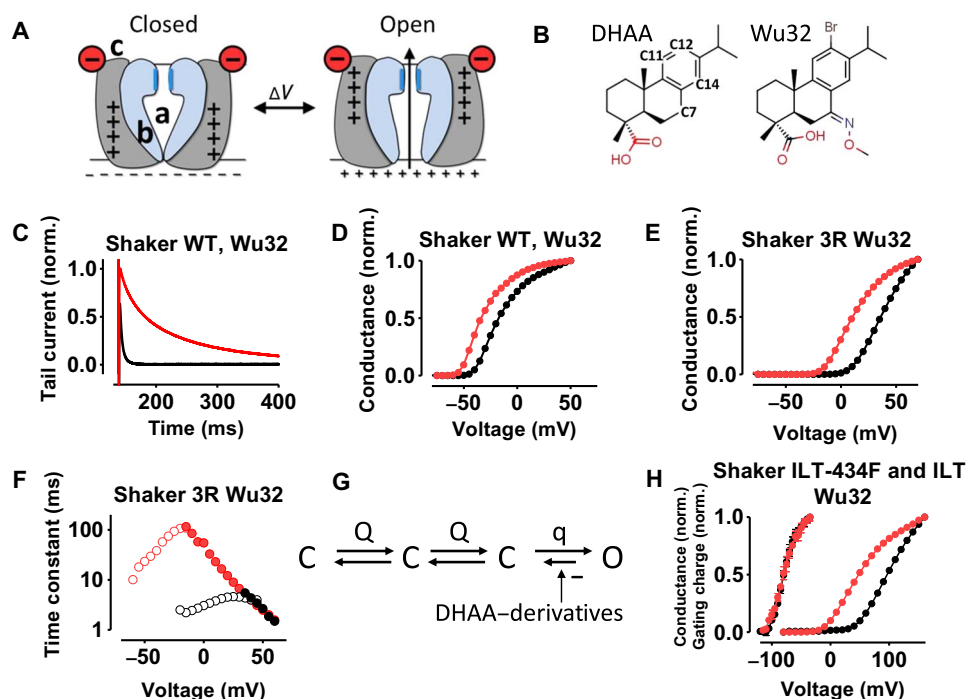 A
Closed
Open
c
a
b
ΔV
− −
− −
+ + + +
+ + + +
+ + + +
+ + + +
− − − − − − − − − −
+ + + + + + + + + +
B
DHAA
Wu32
C11
C12
C14
C7
O
HO
Br
OH
O
N
O
C
Shaker WT, Wu32
Tail current (norm.)
1.0
0.5
0.0
200
300
400
Time (ms)
D
Shaker WT, Wu32
Conductance (norm.)
1.0
0.5
0.0
−50
0
50
Voltage (mV)
E
Shaker 3R Wu32
Conductance (norm.)
1.0
0.5
0.0
−50
0
50
Voltage (mV)
F
Shaker 3R Wu32
Time constant (ms)
100
10
1
−50
0
50
Voltage (mV)
G
Q
Q
q
C
C
C
O
−
DHAA–derivatives
H
Shaker ILT-434F and ILT
Wu32
Conductance (norm.)
Gating charge (norm.)
1.0
0.5
0.0
−100
0
100
Voltage (mV)